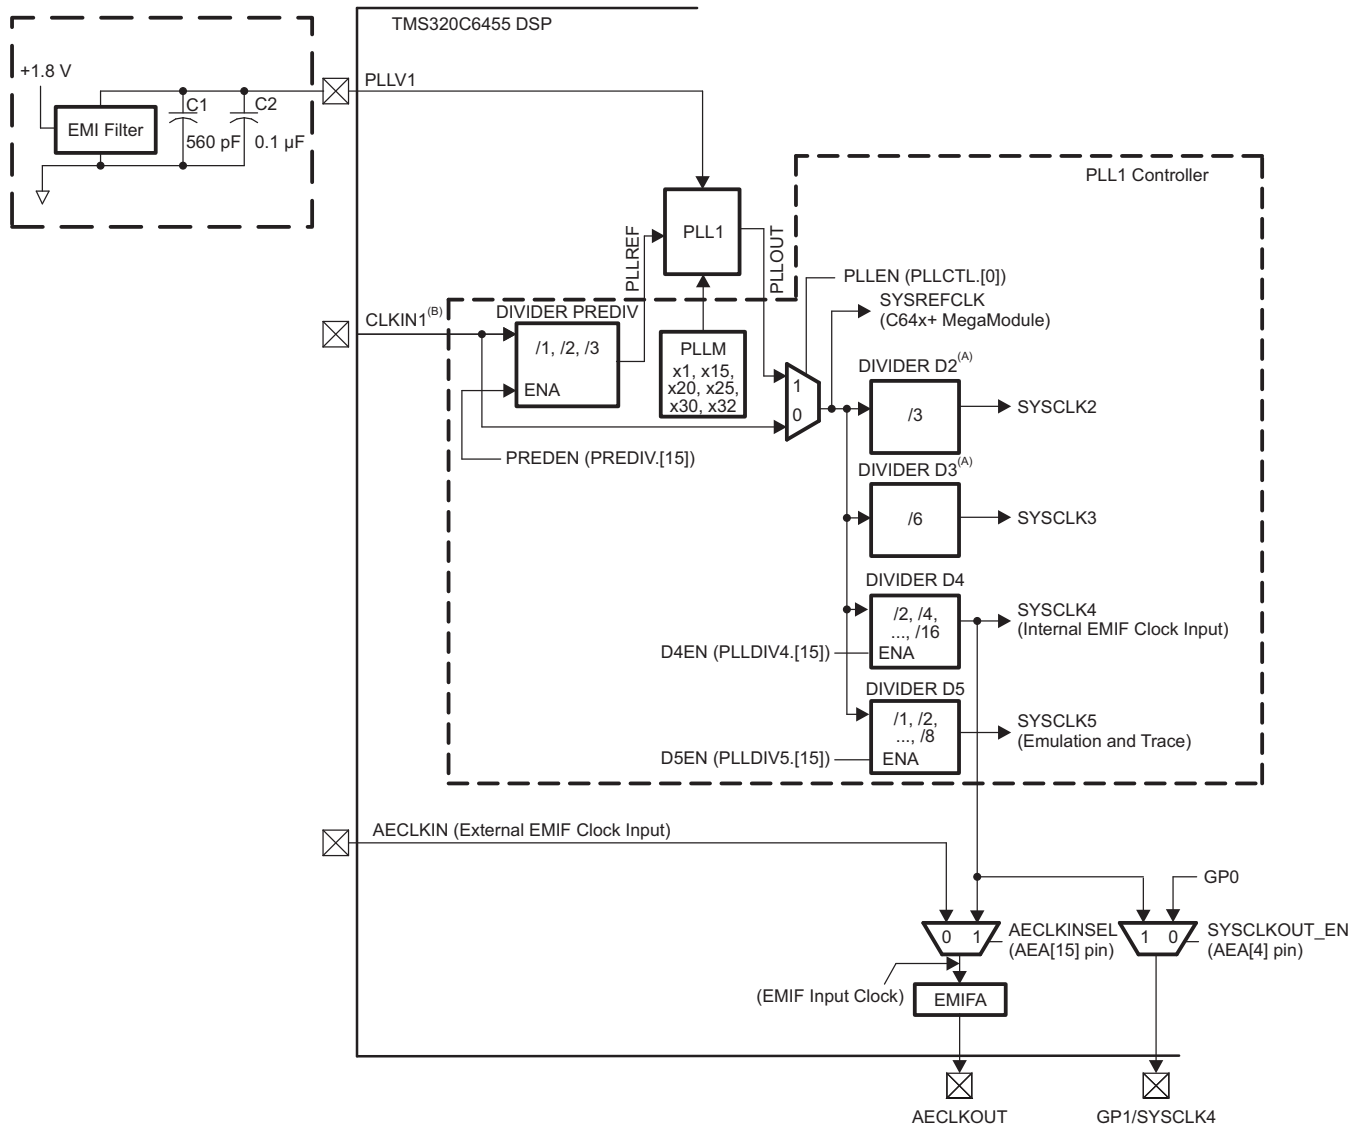 TMS320C6455 DSP
+1.8 V
PLLV1
C1
C2
EMI Filter
560 pF
0.1 µF
PLL1 Controller
PLLREF
PLL1
PLLOUT
PLLEN (PLLCTL.[0])
SYSREFCLK
(C64x+ MegaModule)
CLKIN1(B)
DIVIDER PREDIV
/1, /2, /3
ENA
PLLM
x1, x15,
x20, x25,
x30, x32
1
0
DIVIDER D2(A)
/3
SYSCLK2
PREDEN (PREDIV.[15])
DIVIDER D3(A)
/6
SYSCLK3
DIVIDER D4
/2, /4,
..., /16
ENA
SYSCLK4
(Internal EMIF Clock Input)
D4EN (PLLDIV4.[15])
DIVIDER D5
/1, /2,
..., /8
ENA
SYSCLK5
(Emulation and Trace)
D5EN (PLLDIV5.[15])
AECLKIN (External EMIF Clock Input)
GP0
0 1
AECLKINSEL
(AEA[15] pin)
1 0
SYSCLKOUT_EN
(AEA[4] pin)
(EMIF Input Clock)
EMIFA
AECLKOUT
GP1/SYSCLK4